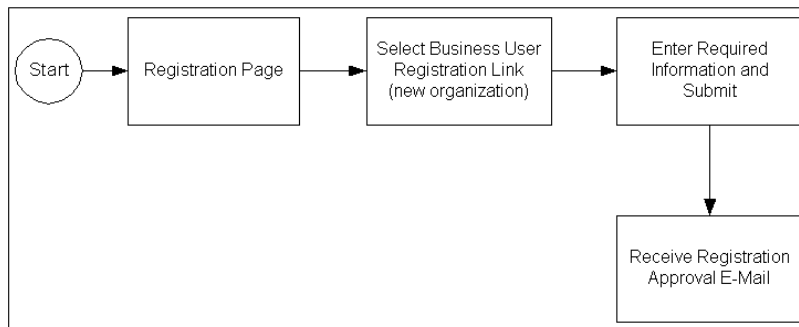 Start
Registration Page
Select Business User
Registration Link
(new organization)
Enter Required
Information and
Submit
Receive Registration
Approval E-Mail